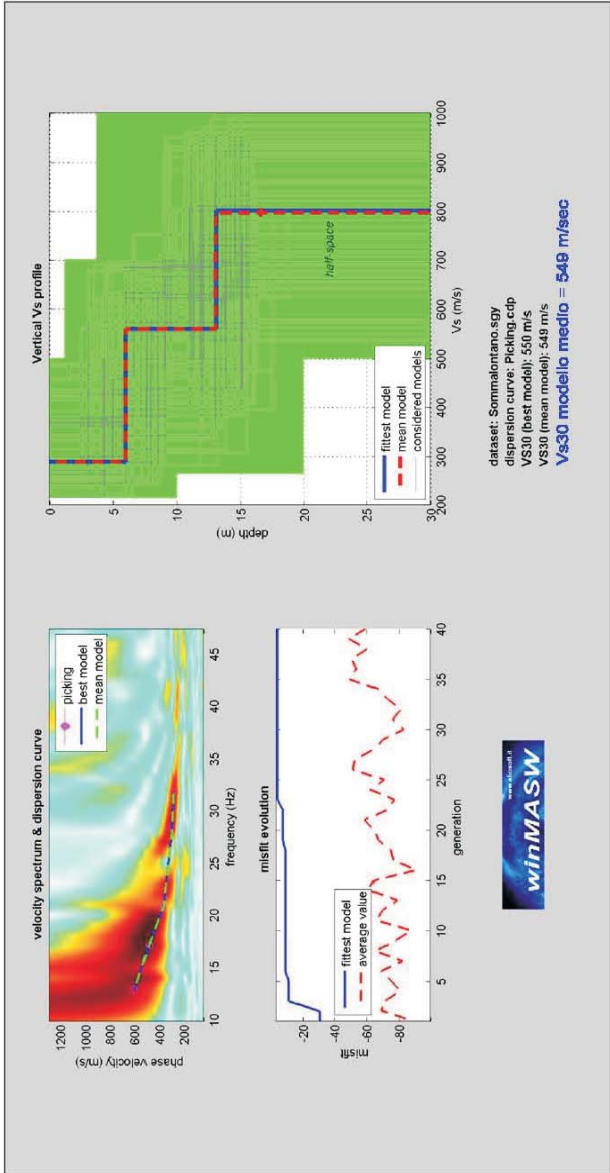 velocity spectrum & dispersion curve
phase velocity (m/s)
1200
1000
800
600
400
200
picking
best model
mean model
10
15
20
25
30
35
40
45
frequency (Hz)
misfit evolution
misfit
-20
-40
-60
-80
fittest model
average value
5
10
15
20
25
30
35
40
generation
www.eliosoft.it
winMASW
Vertical Vs profile
depth (m)
0
5
10
15
20
25
30
half-space
fittest model
mean model
considered models
200
300
400
500
600
700
800
900
1000
Vs (m/s)
dataset: Sommalontano.sgy
dispersion curve: Picking.cdp
VS30 (best model): 550 m/s
VS30 (mean model): 549 m/s
Vs30 modello medio = 549 m/sec